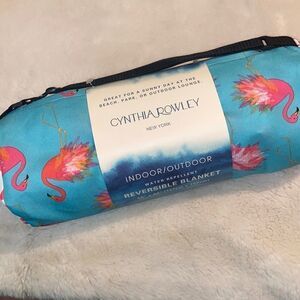 GREAT FOR A SUNNY DAY AT THE
BEACH, PARK, OR OUTDOOR LOUNGE.
CYNTHIA ROWLEY
NEW YORK
INDOOR/OUTDOOR
WATER REPELLENT
REVERSIBLE BLANKET